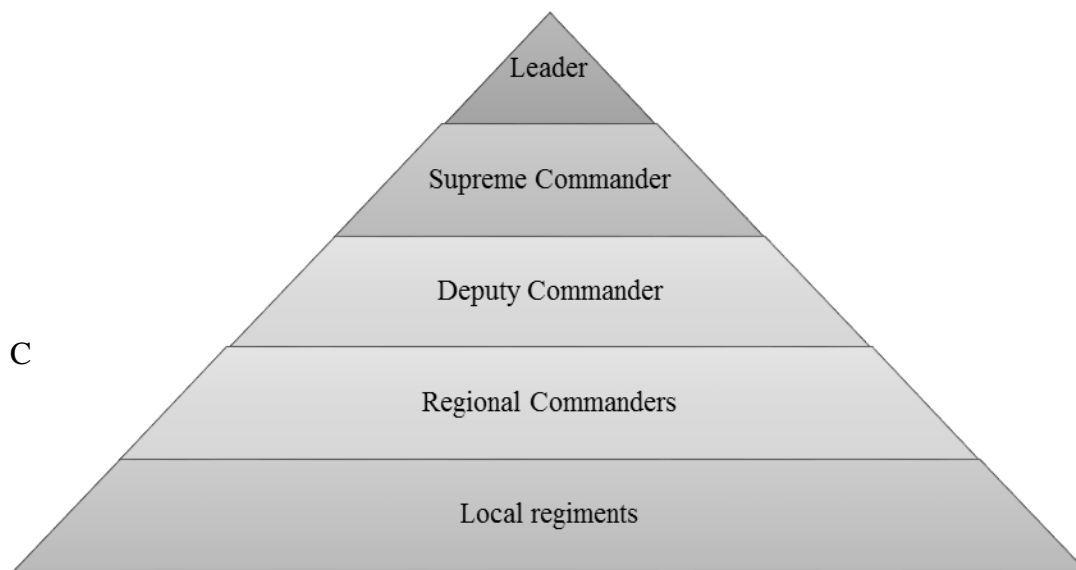 Leader
Supreme Commander
Deputy Commander
C
Regional Commanders
Local regiments